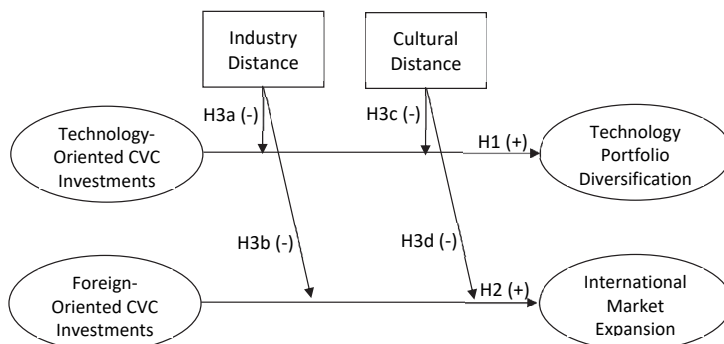 Industry
Distance
Cultural
Distance
H3a (-)
H3c (-)
Technology-
Oriented CVC
Investments
H1 (+)
Technology
Portfolio
Diversification
H3b (-)
H3d (-)
Foreign-
Oriented CVC
Investments
H2 (+)
International
Market
Expansion